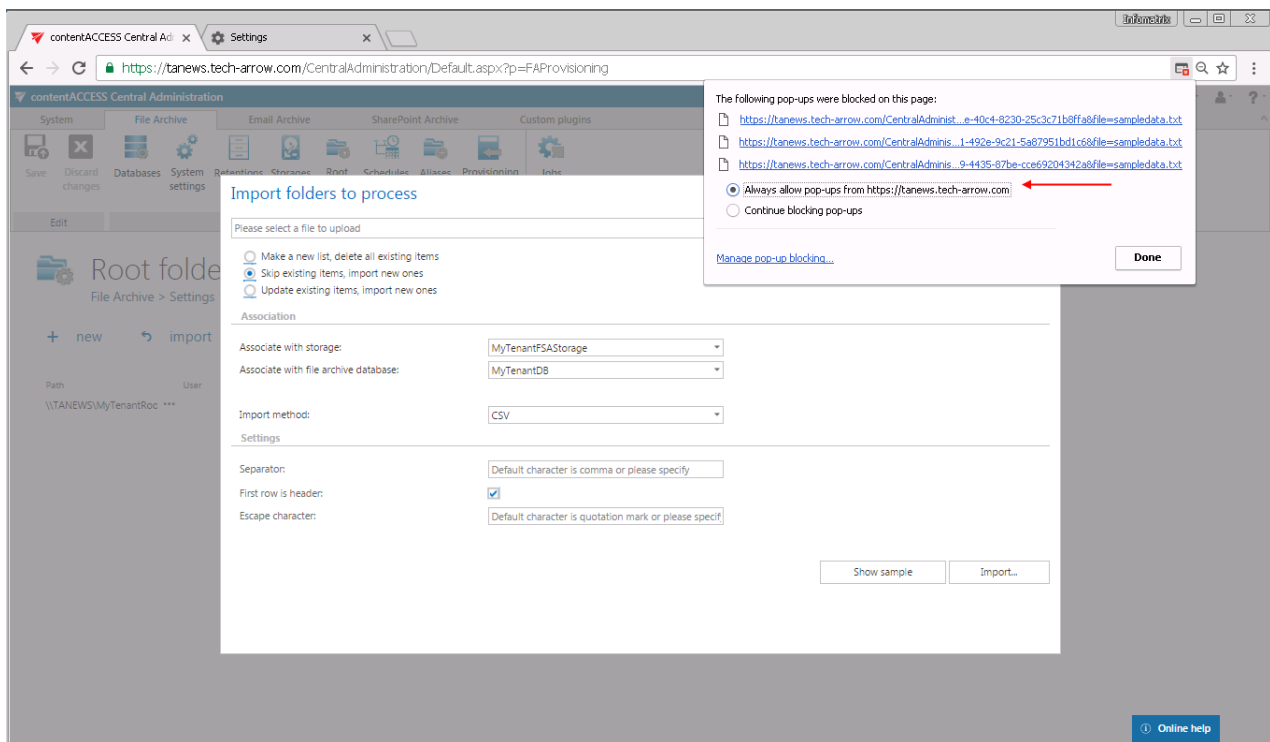 Infometrix
contentACCESS Central Ad
Settings
https://tanews.tech-arrow.com/CentralAdministration/Default.aspx?p=FAProvisioning
contentACCESS Central Administration
System File Archive Email Archive SharePoint Archive Custom plugins
Save Discard changes Databases System settings Retentions Storages Root Schedules Aliases Provisioning Jobs
Edit
The following pop-ups were blocked on this page:
https://tanews.tech-arrow.com/CentralAdminist...e-40c4-8230-25c3c71b8ffa&file=sampledata.txt
https://tanews.tech-arrow.com/CentralAdminis...1-492e-9c21-5a87951bd1c6&file=sampledata.txt
https://tanews.tech-arrow.com/CentralAdminis...9-4435-87be-cce69204342a&file=sampledata.txt
Always allow pop-ups from https://tanews.tech-arrow.com
Continue blocking pop-ups
Manage pop-up blocking...
Done
Root folde
File Archive > Settings
+ new import
Path User
\\TANEWS\MyTenantRoc ***
Import folders to process
Please select a file to upload
Make a new list, delete all existing items
Skip existing items, import new ones
Update existing items, import new ones
Association
Associate with storage: MyTenantFSAStorage
Associate with file archive database: MyTenantDB
Import method: CSV
Settings
Separator: Default character is comma or please specify
First row is header:
Escape character: Default character is quotation mark or please specif
Show sample Import...
Online help